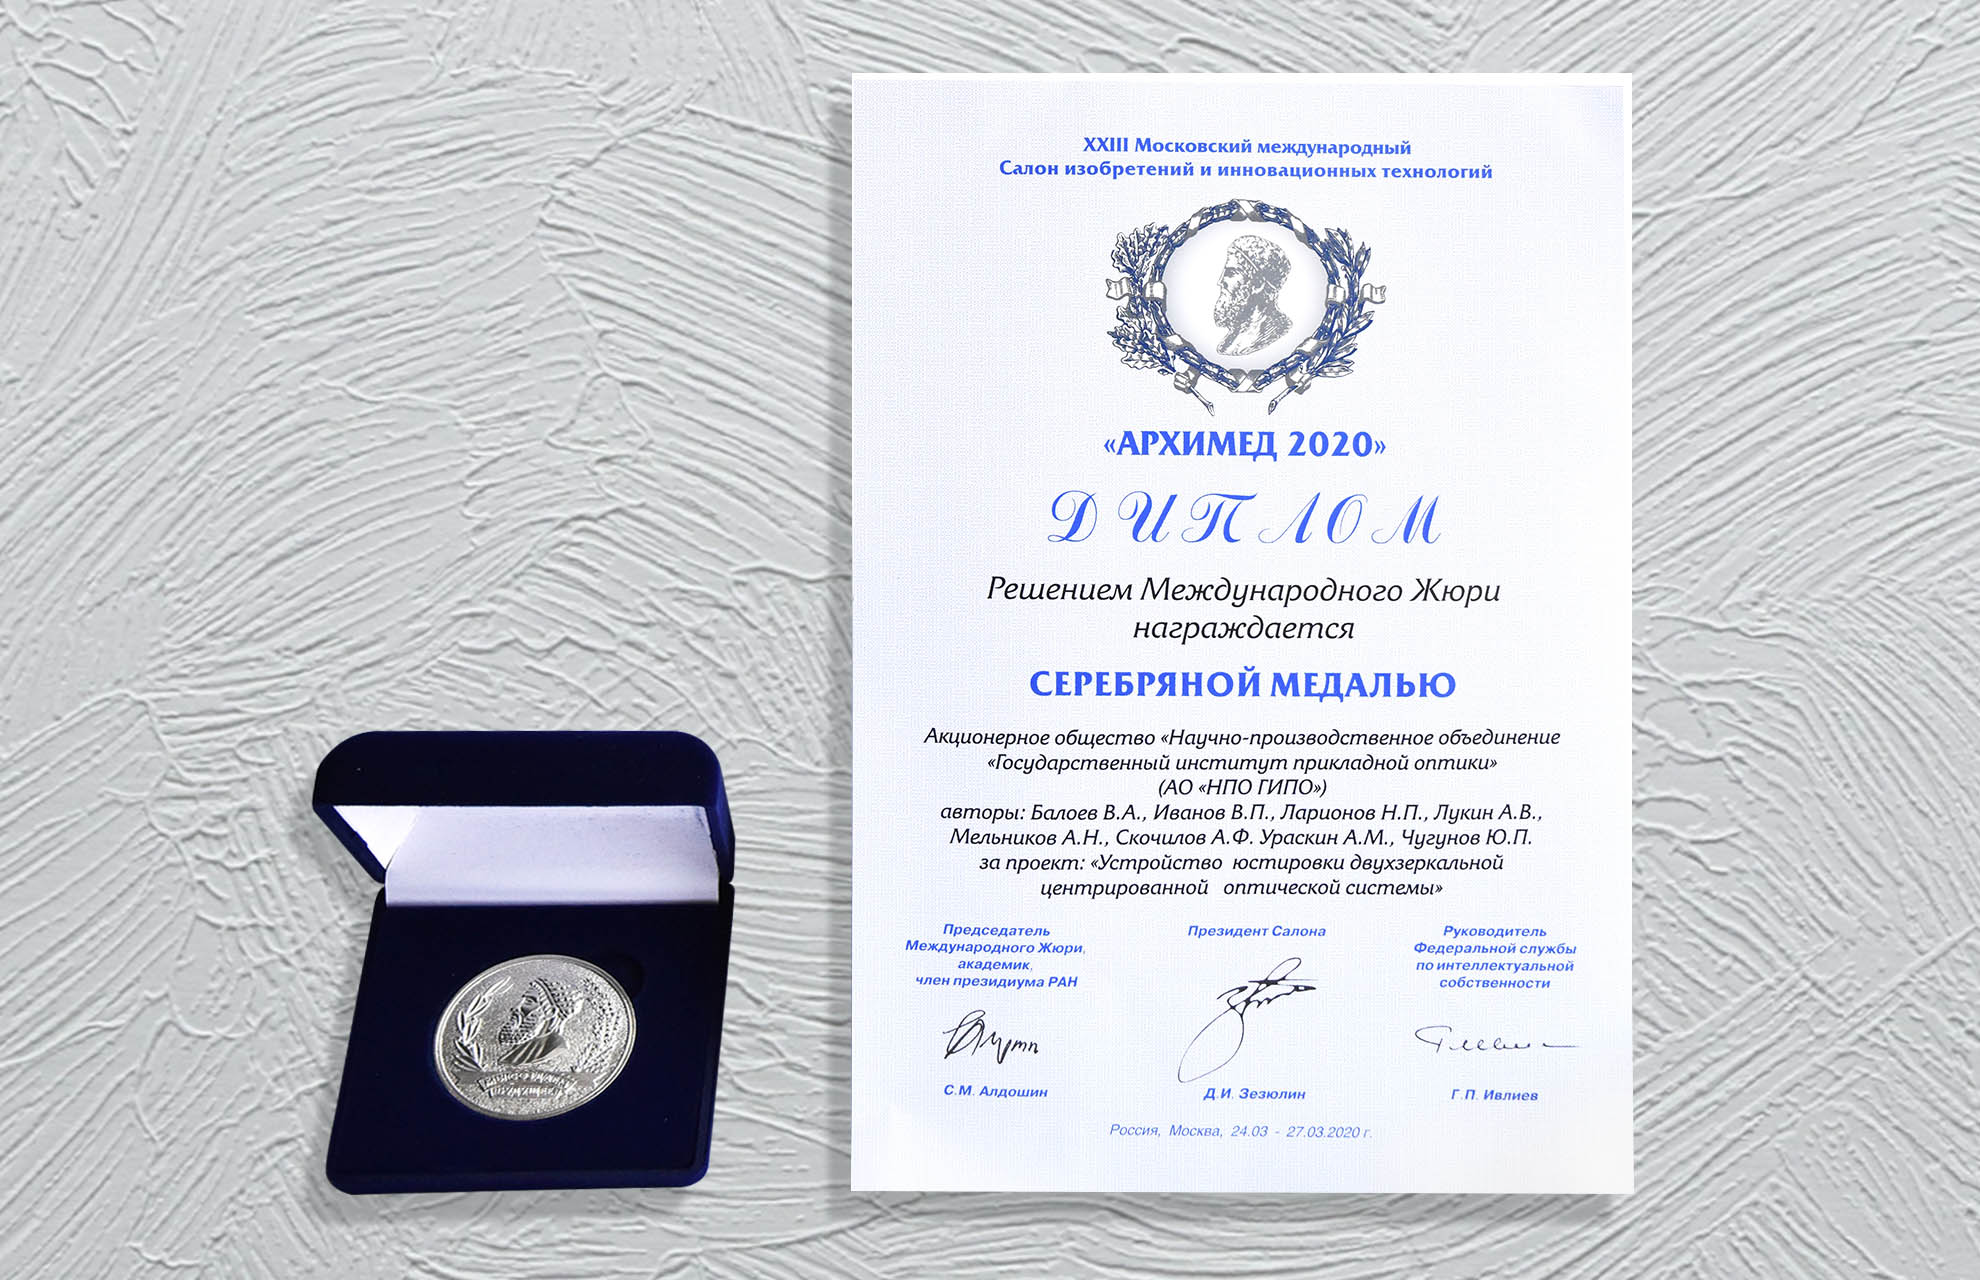 XXIII Московский международный
Салон изобретений и инновационных технологий
«АРХИМЕД 2020»
ДИПЛОМ
Решением Международного Жюри
награждается
СЕРЕБРЯНОЙ МЕДАЛЬЮ
Акционерное общество «Научно-производственное объединение
«Государственный институт прикладной оптики»
(АО «НПО ГИПО»)
авторы: Балоев В.А., Иванов В.П., Ларионов Н.П., Лукин А.В.,
Мельников А.Н., Скочилов А.Ф. Ураскин А.М., Чугунов Ю.П.
за проект: «Устройство юстировки двухзеркальной
центрированной оптической системы»
Председатель
Международного Жюри,
академик,
член президиума РАН
С.М. Алдошин
Президент Салона
Д.И. Зезюлин
Руководитель
Федеральной службы
по интеллектуальной
собственности
Г.П. Ивлиев
Россия, Москва, 24.03 - 27.03.2020 г.